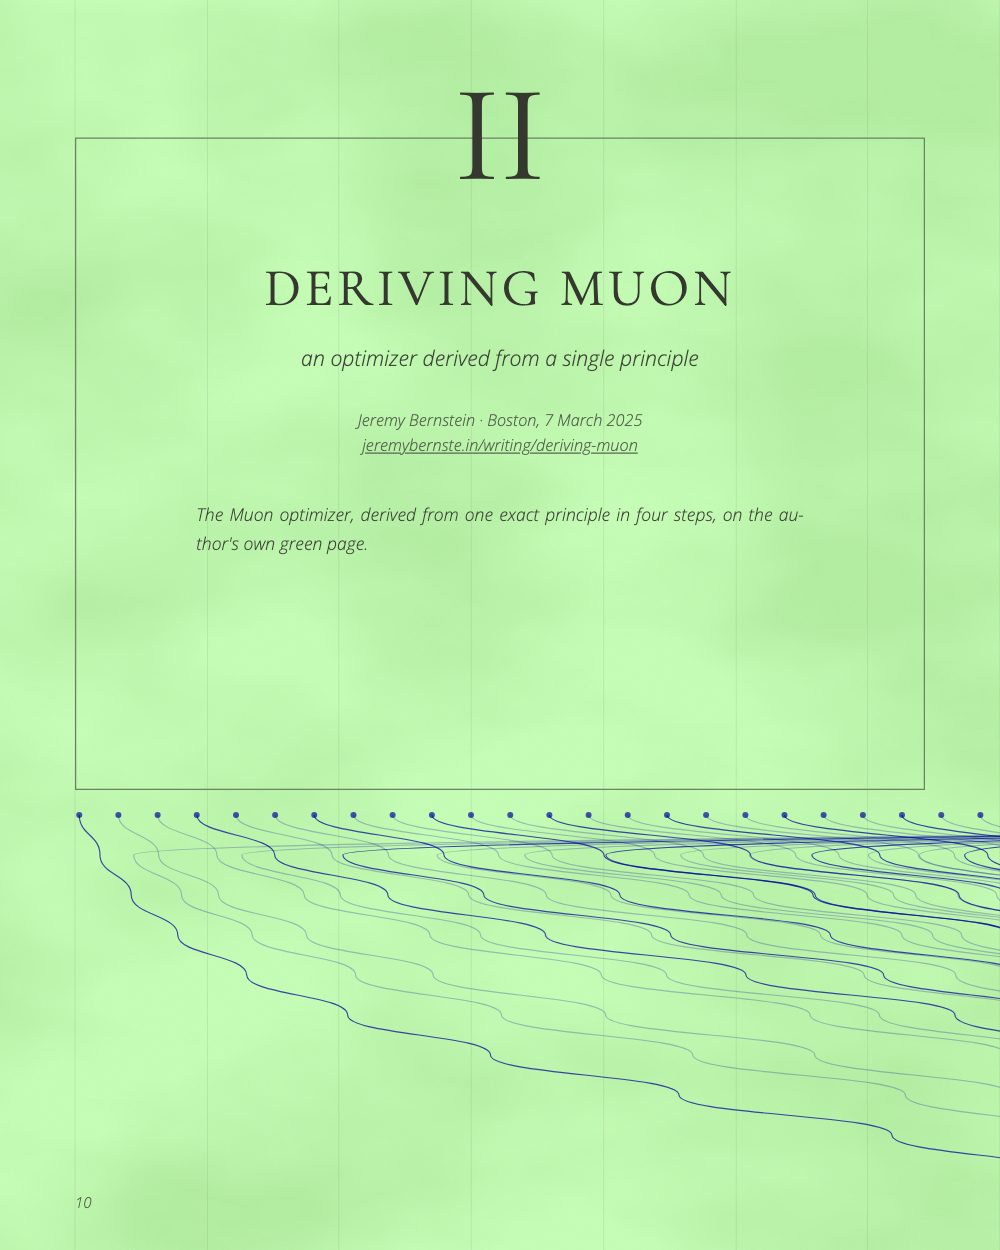 II
DERIVING MUON
an optimizer derived from a single principle
Jeremy Bernstein · Boston, 7 March 2025
jeremybernste.in/writing/deriving-muon
The Muon optimizer, derived from one exact principle in four steps, on the au-
thor's own green page.
10